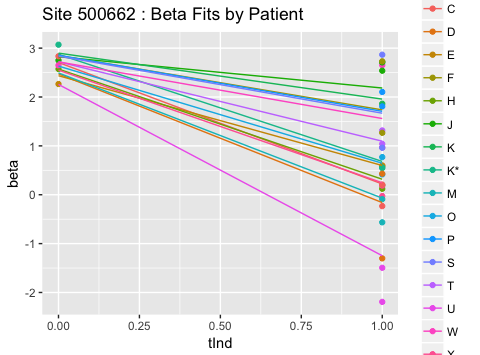 Site 500662 : Beta Fits by Patient
beta
3
2
1
0
-1
-2
0.00 0.25 0.50 0.75 1.00
tInd
C
D
E
F
H
J
K
K*
M
O
P
S
T
U
W